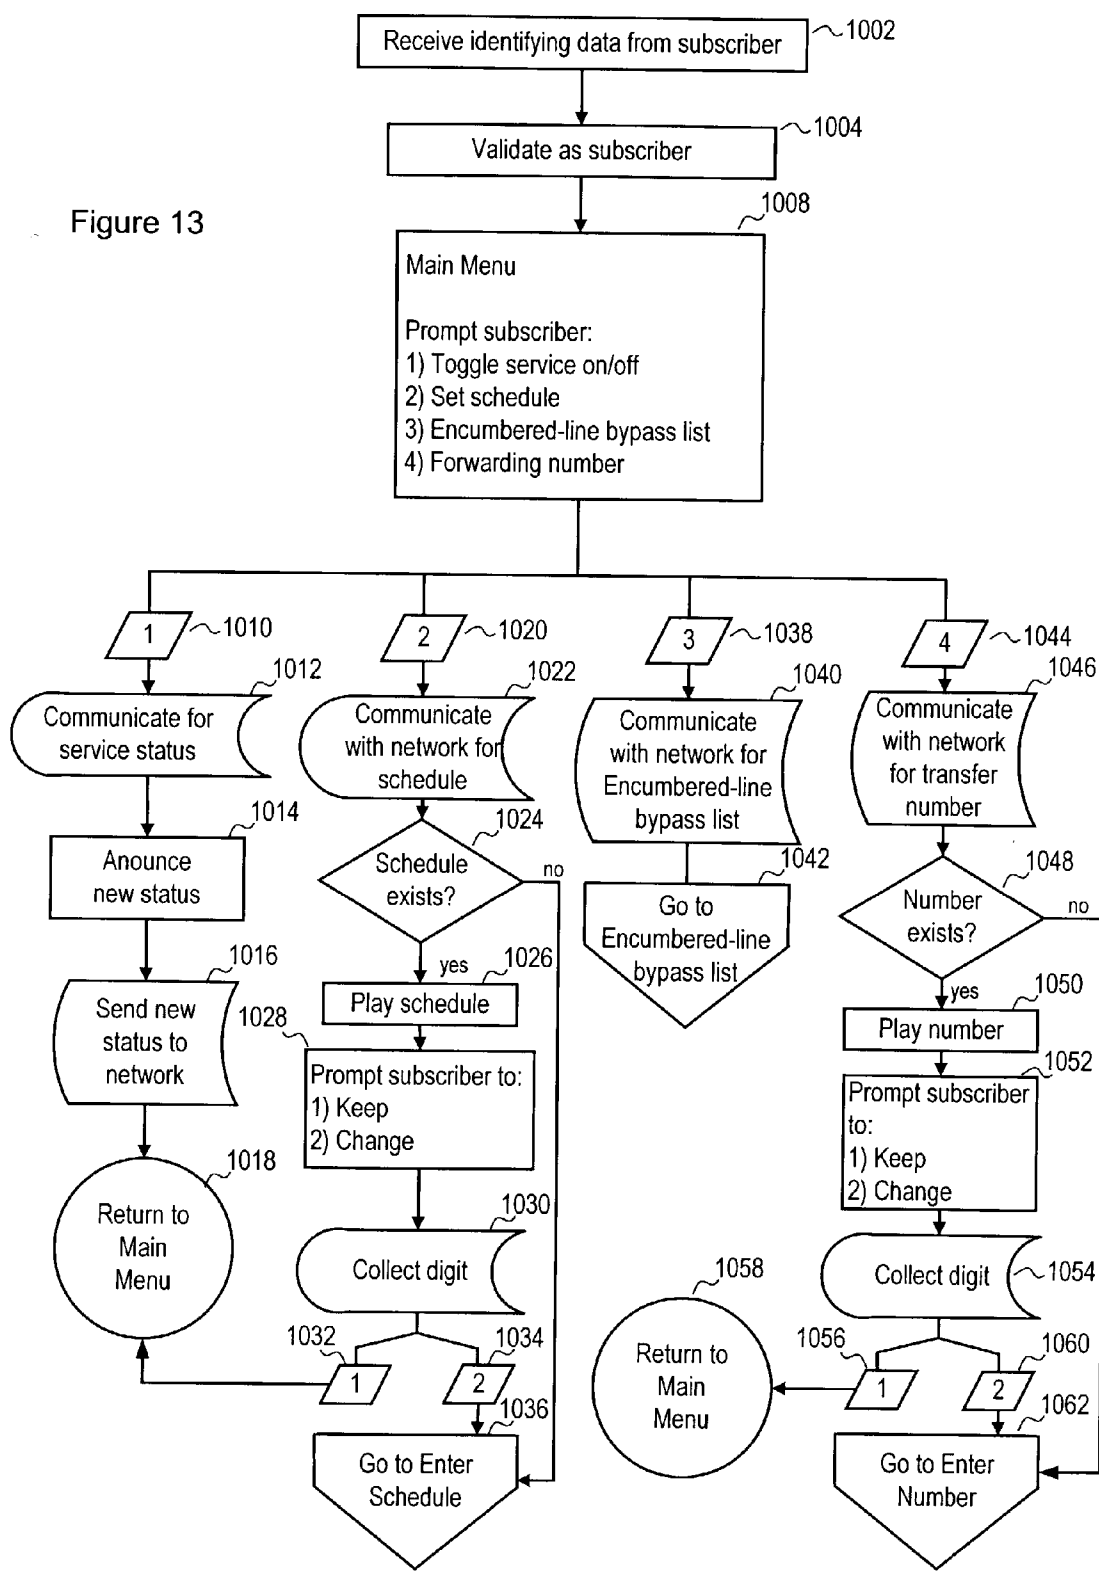 Receive identifying data from subscriber
1002
Validate as subscriber
1004
Figure 13
1008
Main Menu
Prompt subscriber:
1) Toggle service on/off
2) Set schedule
3) Encumbered-line bypass list
4) Forwarding number
1
1010
1012
Communicate for
service status
1014
Anounce
new status
1016
Send new
status to
network
1018
Return to
Main
Menu
2
1020
1022
Communicate
with network for
schedule
1024
Schedule
exists?
no
yes
1026
Play schedule
1028
Prompt subscriber to:
1) Keep
2) Change
1030
Collect digit
1032
1
1034
2
1036
Go to Enter
Schedule
3
1038
1040
Communicate
with network for
Encumbered-line
bypass list
1042
Go to
Encumbered-line
bypass list
4
1044
1046
Communicate
with network
for transfer
number
1048
Number
exists?
no
yes
1050
Play number
1052
Prompt subscriber
to:
1) Keep
2) Change
Collect digit
1054
1056
1
1058
Return to
Main
Menu
1060
2
1062
Go to Enter
Number